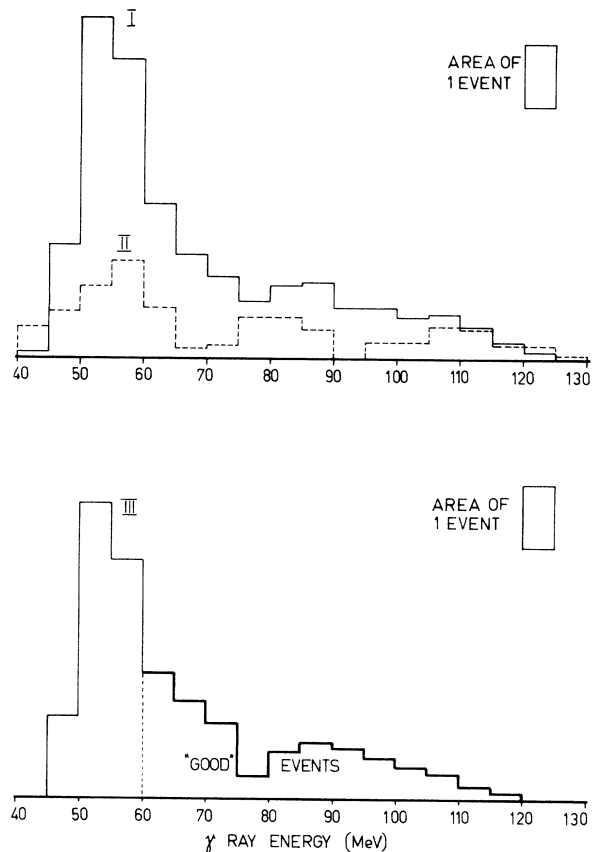 I
AREA OF
1 EVENT
II
40 50 60 70 80 90 100 110 120 130
III
AREA OF
1 EVENT
"GOOD" EVENTS
40 50 60 70 80 90 100 110 120 130
γ RAY ENERGY (MeV)